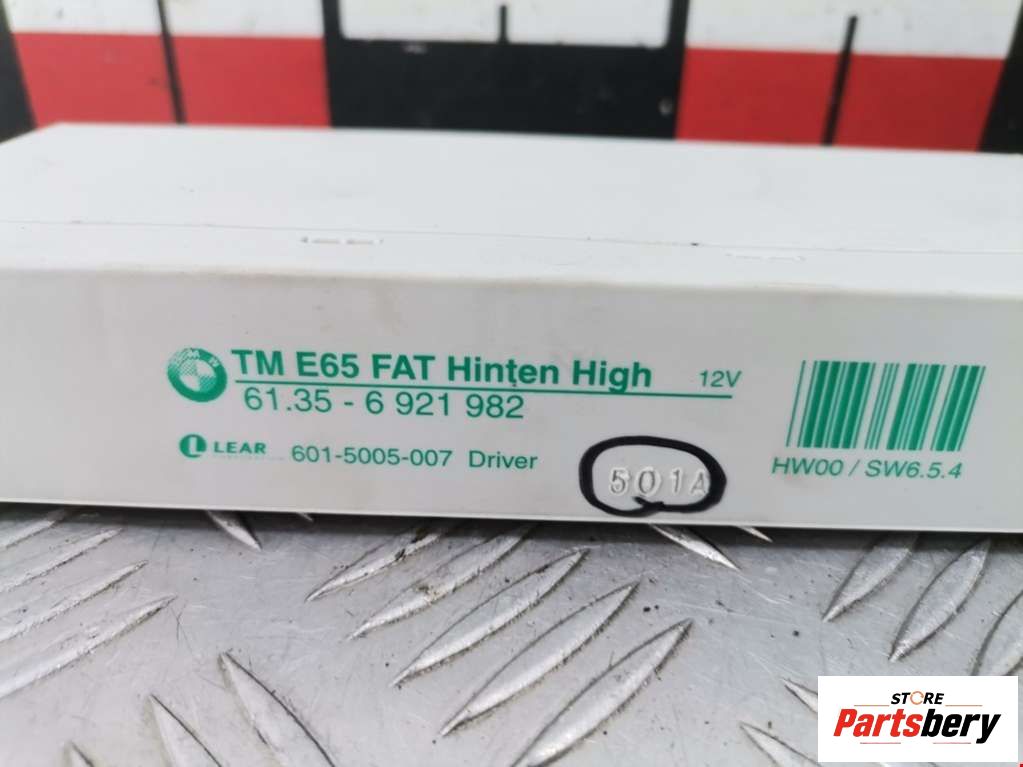 TM E65 FAT Hinten High 12V
61.35 - 6 921 982
LEAR 601-5005-007 Driver
501A
HW00 / SW6.5.4
STORE
Partsbery